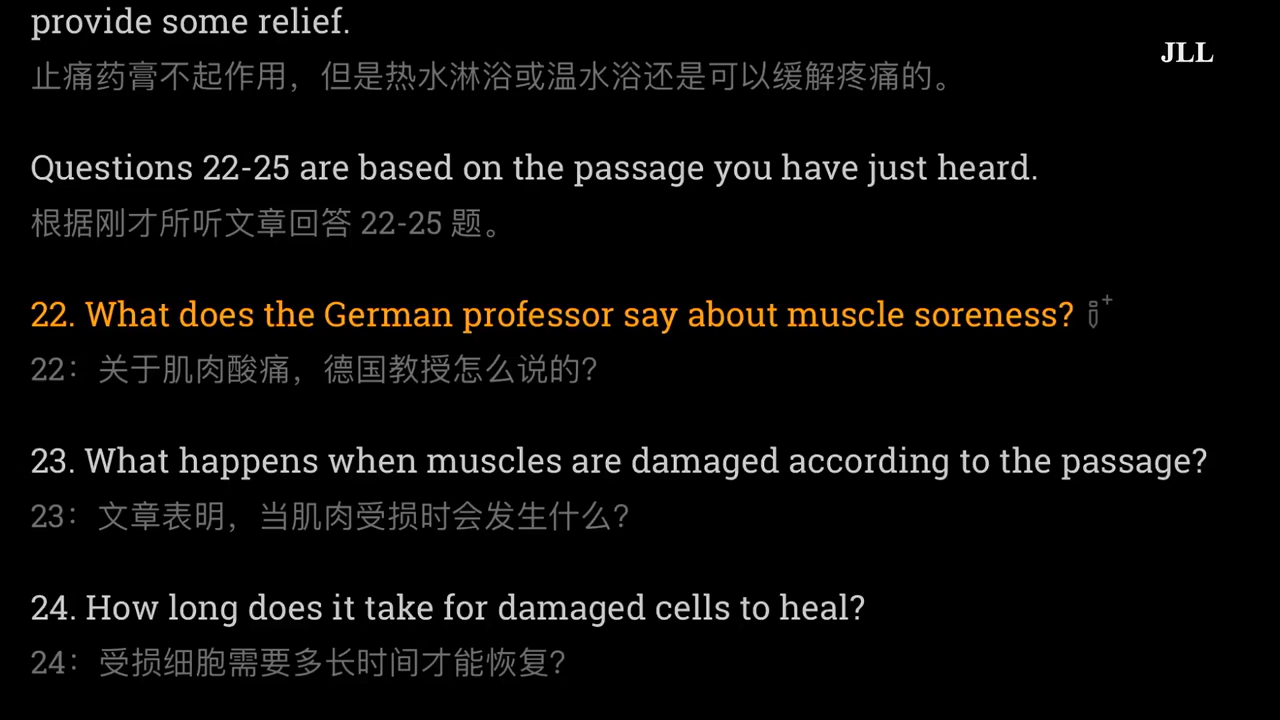 provide some relief.
JLL
止痛药膏不起作用，但是热水淋浴或温水浴还是可以缓解疼痛的。
Questions 22-25 are based on the passage you have just heard.
根据刚才所听文章回答 22-25 题。
22. What does the German professor say about muscle soreness?
22：关于肌肉酸痛，德国教授怎么说的?
23. What happens when muscles are damaged according to the passage?
23：文章表明，当肌肉受损时会发生什么?
24. How long does it take for damaged cells to heal?
24：受损细胞需要多长时间才能恢复?